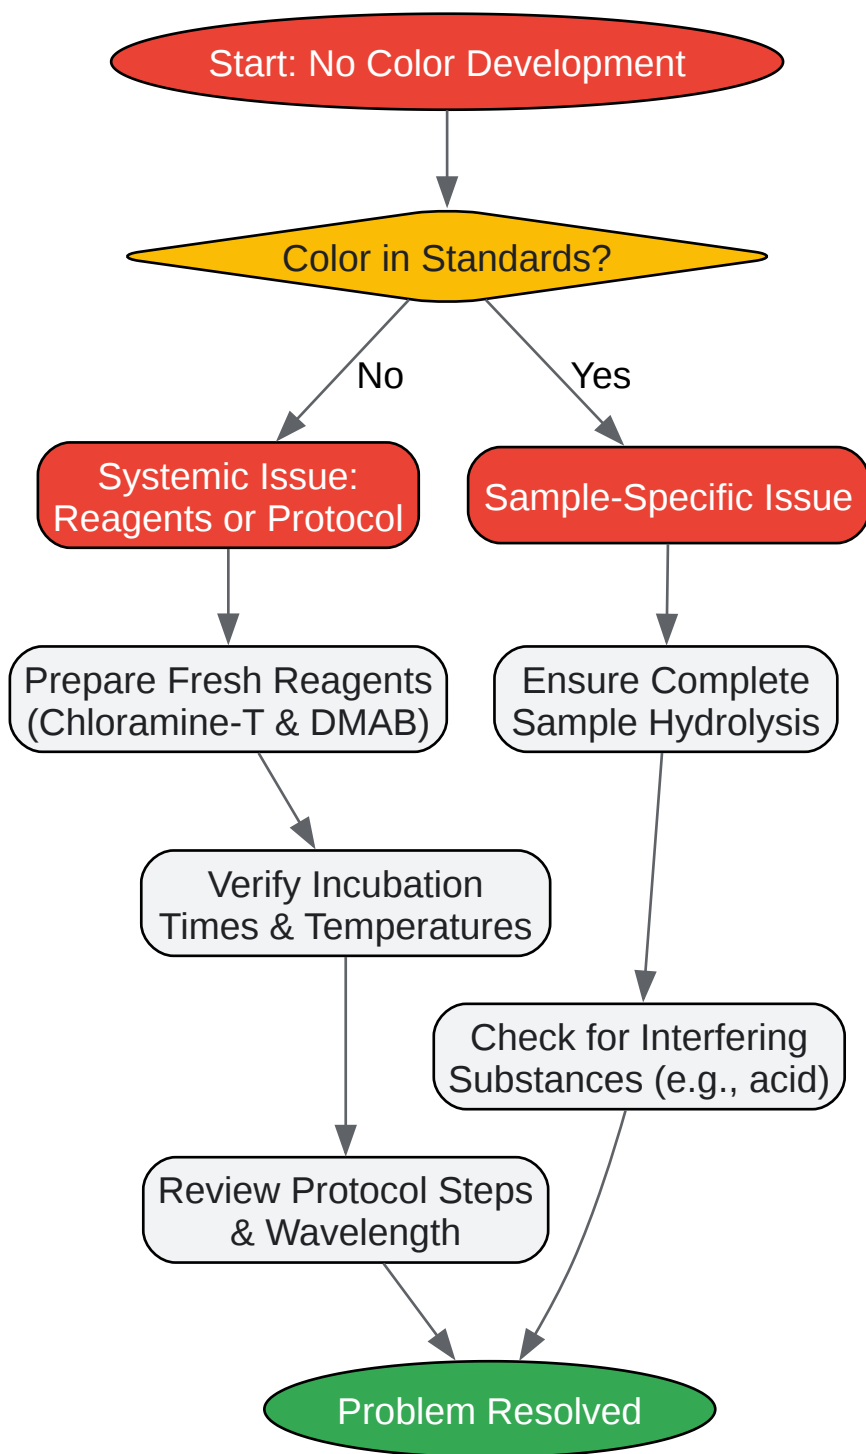 Start: No Color Development
Color in Standards?
No
Yes
Systemic Issue:
Reagents or Protocol
Sample-Specific Issue
Prepare Fresh Reagents
(Chloramine-T & DMAB)
Ensure Complete
Sample Hydrolysis
Verify Incubation
Times & Temperatures
Check for Interfering
Substances (e.g., acid)
Review Protocol Steps
& Wavelength
Problem Resolved